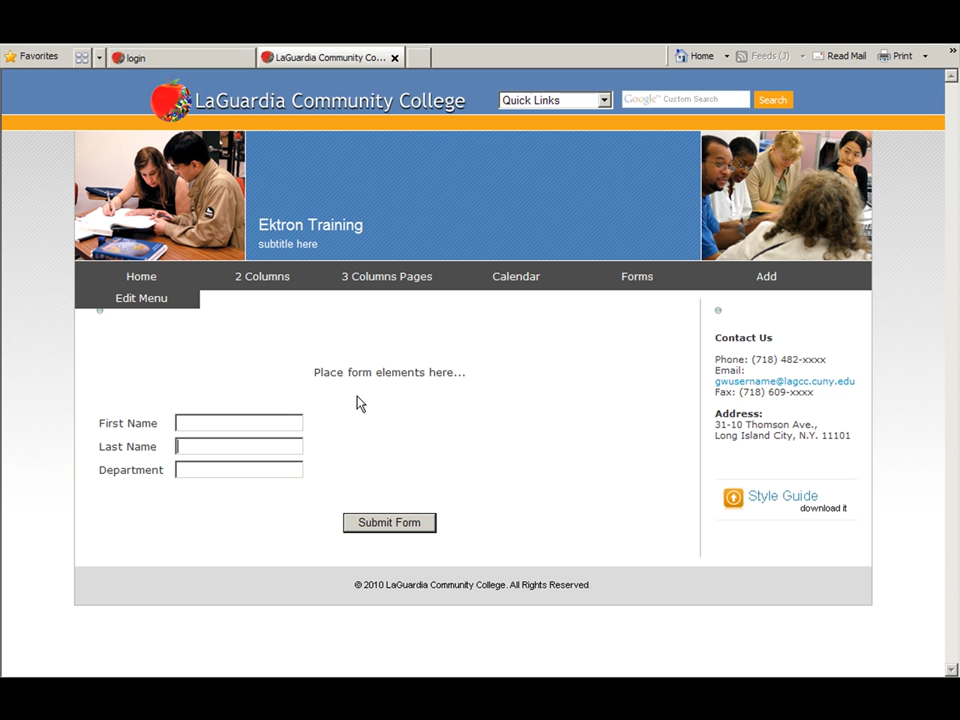 Favorites
login
LaGuardia Community Co...
Home
Feeds (J)
Read Mail
Print
LaGuardia Community College
Quick Links
Google™ Custom Search
Search
Ektron Training
subtitle here
Home
2 Columns
3 Columns Pages
Calendar
Forms
Add
Edit Menu
Place form elements here...
First Name
Last Name
Department
Submit Form
Contact Us
Phone: (718) 482-xxxx
Email:
gwusername@lagcc.cuny.edu
Fax: (718) 609-xxxx
Address:
31-10 Thomson Ave.,
Long Island City, N.Y. 11101
Style Guide
download it
© 2010 LaGuardia Community College. All Rights Reserved.